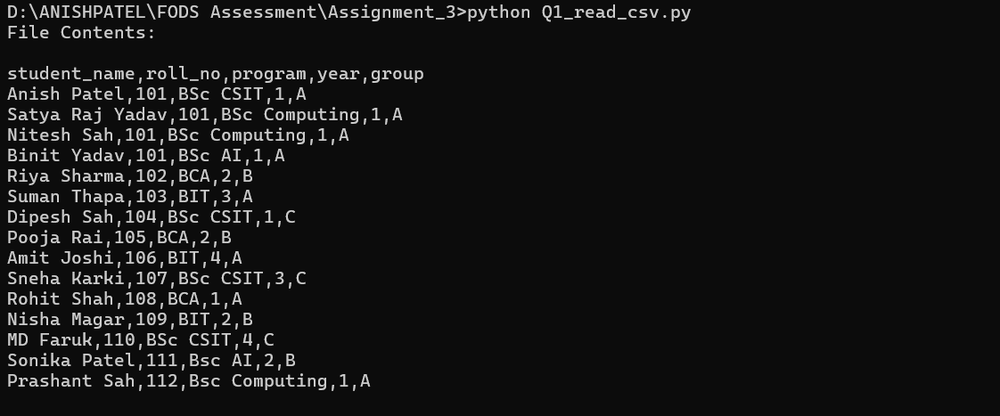 D:\ANISHPATEL\FODS Assessment\Assignment_3>python Q1_read_csv.py
File Contents:
student_name,roll_no,program,year,group
Anish Patel,101,BSc CSIT,1,A
Satya Raj Yadav,101,BSc Computing,1,A
Nitesh Sah,101,BSc Computing,1,A
Binit Yadav,101,BSc AI,1,A
Riya Sharma,102,BCA,2,B
Suman Thapa,103,BIT,3,A
Dipesh Sah,104,BSc CSIT,1,C
Pooja Rai,105,BCA,2,B
Amit Joshi,106,BIT,4,A
Sneha Karki,107,BSc CSIT,3,C
Rohit Shah,108,BCA,1,A
Nisha Magar,109,BIT,2,B
MD Faruk,110,BSc CSIT,4,C
Sonika Patel,111,Bsc AI,2,B
Prashant Sah,112,Bsc Computing,1,A